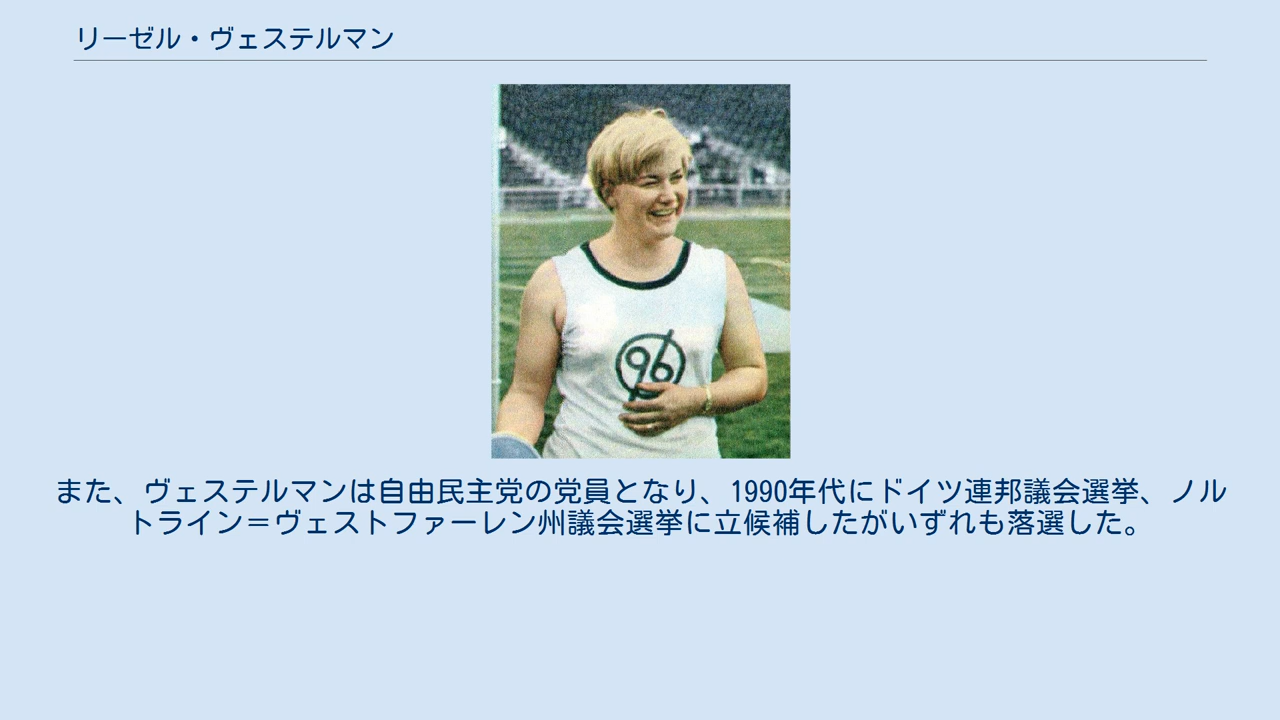 リーゼル・ヴェステルマン
96
また、ヴェステルマンは自由民主党の党員となり、1990年代にドイツ連邦議会選挙、ノル
トライン＝ヴェストファーレン州議会選挙に立候補したがいずれも落選した。